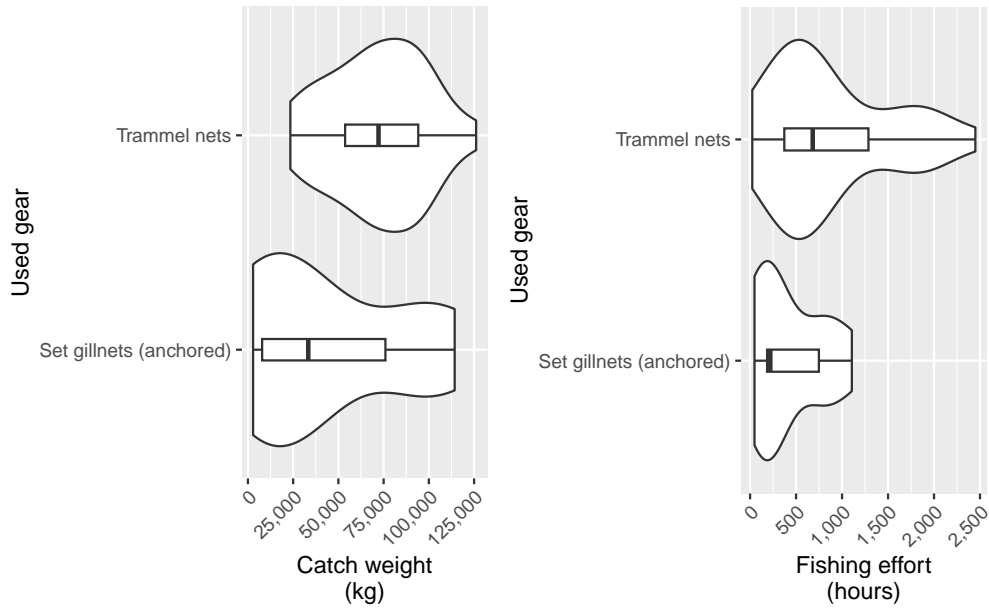 Used gear
Trammel nets
Set gillnets (anchored)
0
25,000
50,000
75,000
100,000
125,000
Catch weight
(kg)
Used gear
Trammel nets
Set gillnets (anchored)
0
500
1,000
1,500
2,000
2,500
Fishing effort
(hours)